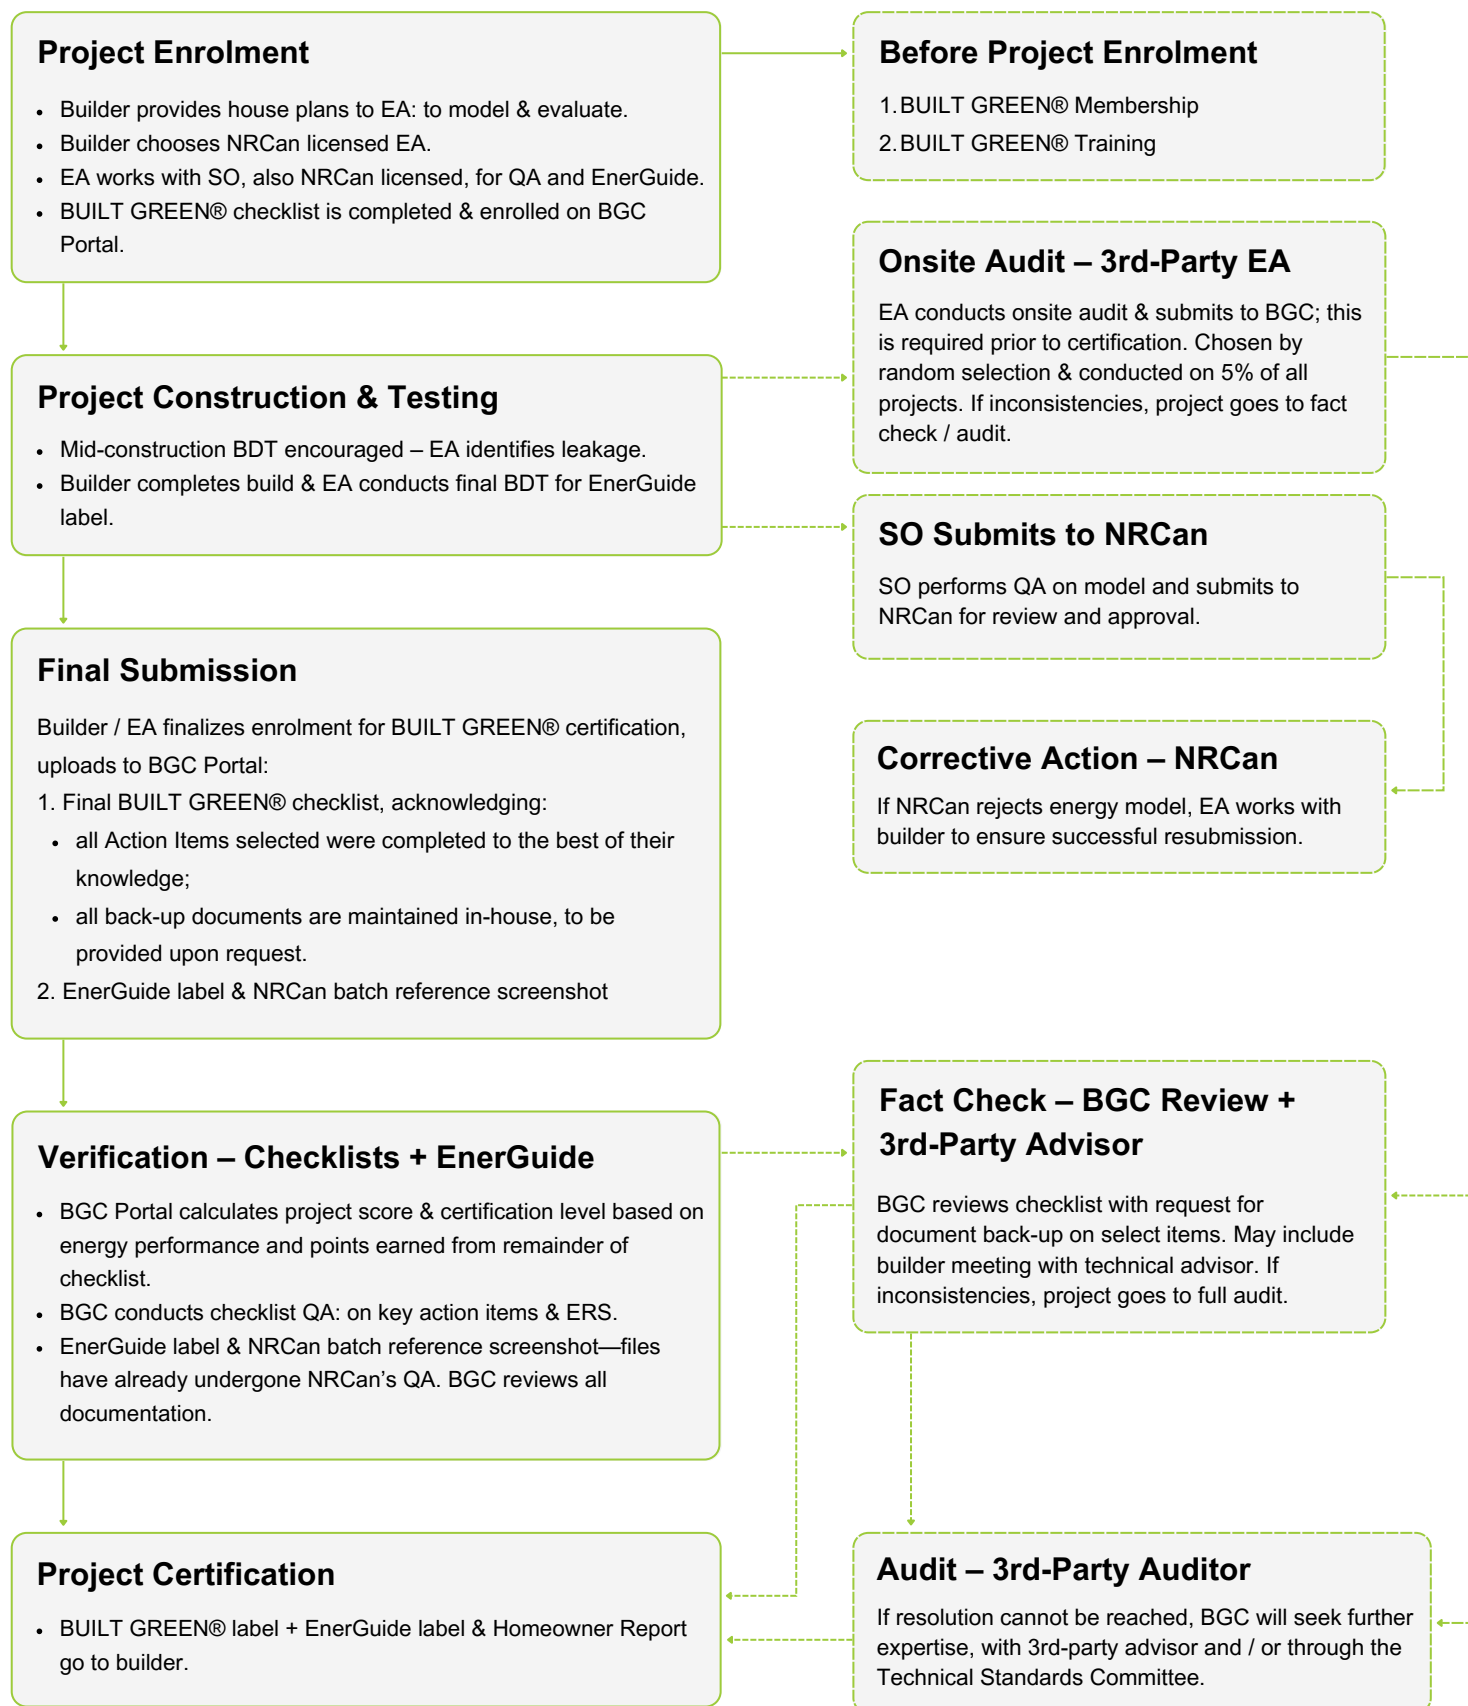 Project Enrolment
• Builder provides house plans to EA: to model & evaluate.
• Builder chooses NRCan licensed EA.
• EA works with SO, also NRCan licensed, for QA and EnerGuide.
• BUILT GREEN® checklist is completed & enrolled on BGC
Portal.
Before Project Enrolment
1. BUILT GREEN® Membership
2. BUILT GREEN® Training
Onsite Audit – 3rd-Party EA
EA conducts onsite audit & submits to BGC; this
is required prior to certification. Chosen by
random selection & conducted on 5% of all
projects. If inconsistencies, project goes to fact
check / audit.
Project Construction & Testing
• Mid-construction BDT encouraged – EA identifies leakage.
• Builder completes build & EA conducts final BDT for EnerGuide
label.
SO Submits to NRCan
SO performs QA on model and submits to
NRCan for review and approval.
Final Submission
Builder / EA finalizes enrolment for BUILT GREEN® certification,
uploads to BGC Portal:
1. Final BUILT GREEN® checklist, acknowledging:
• all Action Items selected were completed to the best of their
knowledge;
• all back-up documents are maintained in-house, to be
provided upon request.
2. EnerGuide label & NRCan batch reference screenshot
Corrective Action – NRCan
If NRCan rejects energy model, EA works with
builder to ensure successful resubmission.
Verification – Checklists + EnerGuide
• BGC Portal calculates project score & certification level based on
energy performance and points earned from remainder of
checklist.
• BGC conducts checklist QA: on key action items & ERS.
• EnerGuide label & NRCan batch reference screenshot—files
have already undergone NRCan’s QA. BGC reviews all
documentation.
Fact Check – BGC Review +
3rd-Party Advisor
BGC reviews checklist with request for
document back-up on select items. May include
builder meeting with technical advisor. If
inconsistencies, project goes to full audit.
Project Certification
• BUILT GREEN® label + EnerGuide label & Homeowner Report
go to builder.
Audit – 3rd-Party Auditor
If resolution cannot be reached, BGC will seek further
expertise, with 3rd-party advisor and / or through the
Technical Standards Committee.